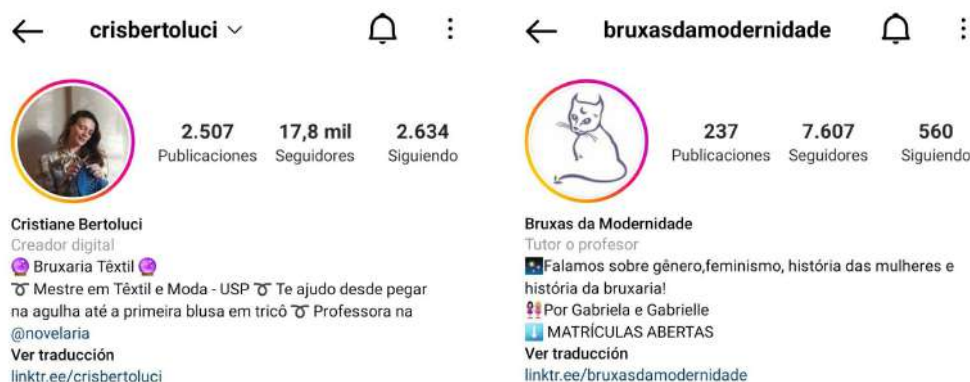 crisbertoluci
2.507 17,8 mil 2.634
Publicaciones Seguidores Siguiendo
Cristiane Bertoluci
Creador digital
🔮 Bruxaria Têxtil 🔮
➰ Mestre em Têxtil e Moda - USP ➰ Te ajudo desde pegar
na agulha até a primeira blusa em tricô ➰ Professora na
@novelaria
Ver traducción
linktr.ee/crisbertoluci
bruxasdamodernidade
237 7.607 560
Publicaciones Seguidores Siguiendo
Bruxas da Modernidade
Tutor o profesor
🌃Falamos sobre gênero,feminismo, história das mulheres e
história da bruxaria!
👭Por Gabriela e Gabrielle
⬇️ MATRÍCULAS ABERTAS
Ver traducción
linktr.ee/bruxasdamodernidade